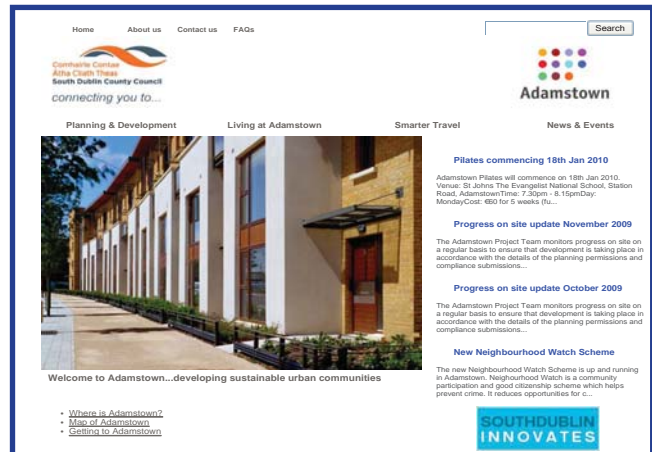 Home About us Contact us FAQs
Search
Comhairle Contae
Átha Cliath Theas
South Dublin County Council
connecting you to...
Adamstown
Planning & Development Living at Adamstown Smarter Travel News & Events
Pilates commencing 18th Jan 2010
Adamstown Pilates will commence on 18th Jan 2010.
Venue: St Johns The Evangelist National School, Station
Road, AdamstownTime: 7.30pm - 8.15pmDay:
MondayCost: €60 for 5 weeks (fu...
Progress on site update November 2009
The Adamstown Project Team monitors progress on site on
a regular basis to ensure that development is taking place in
accordance with the details of the planning permissions and
compliance submissions...
Progress on site update October 2009
The Adamstown Project Team monitors progress on site on
a regular basis to ensure that development is taking place in
accordance with the details of the planning permissions and
compliance submissions...
New Neighbourhood Watch Scheme
The new Neighbourhood Watch Scheme is up and running
in Adamstown. Neighourhood Watch is a community
participation and good citizenship scheme which helps
prevent crime. It reduces opportunities for c...
Welcome to Adamstown...developing sustainable urban communities
• Where is Adamstown?
• Map of Adamstown
• Getting to Adamstown
SOUTHDUBLIN
INNOVATES